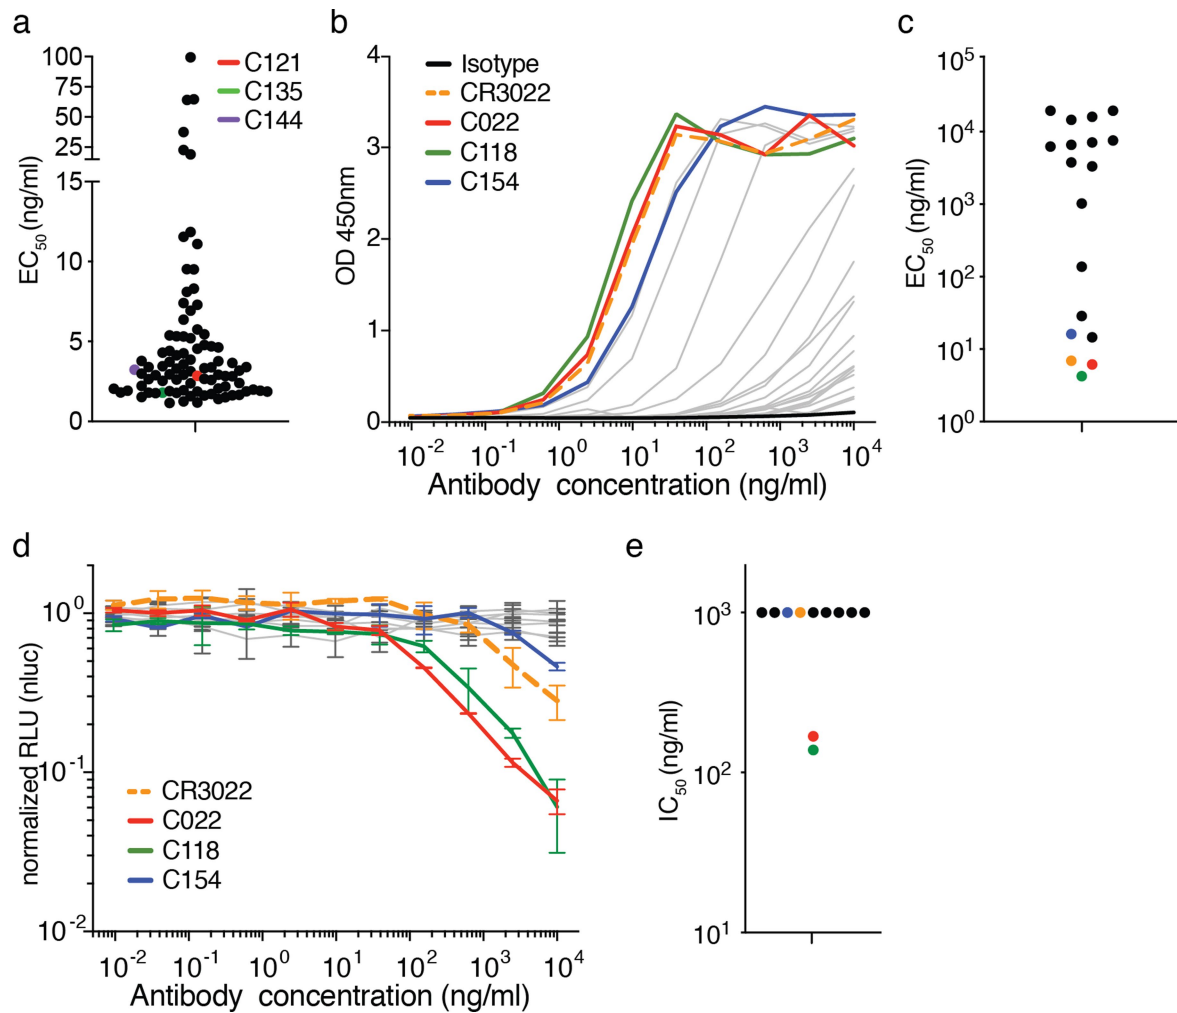 a
EC50 (ng/ml)
100
75
50
25
15
10
5
0
C121
C135
C144
b
OD 450nm
4
3
2
1
0
Isotype
CR3022
C022
C118
C154
10-2
10-1
100
101
102
103
104
Antibody concentration (ng/ml)
c
EC50 (ng/ml)
105
104
103
102
101
100
d
normalized RLU (nluc)
100
10-1
10-2
CR3022
C022
C118
C154
10-2
10-1
100
101
102
103
104
Antibody concentration (ng/ml)
e
IC50 (ng/ml)
103
102
101